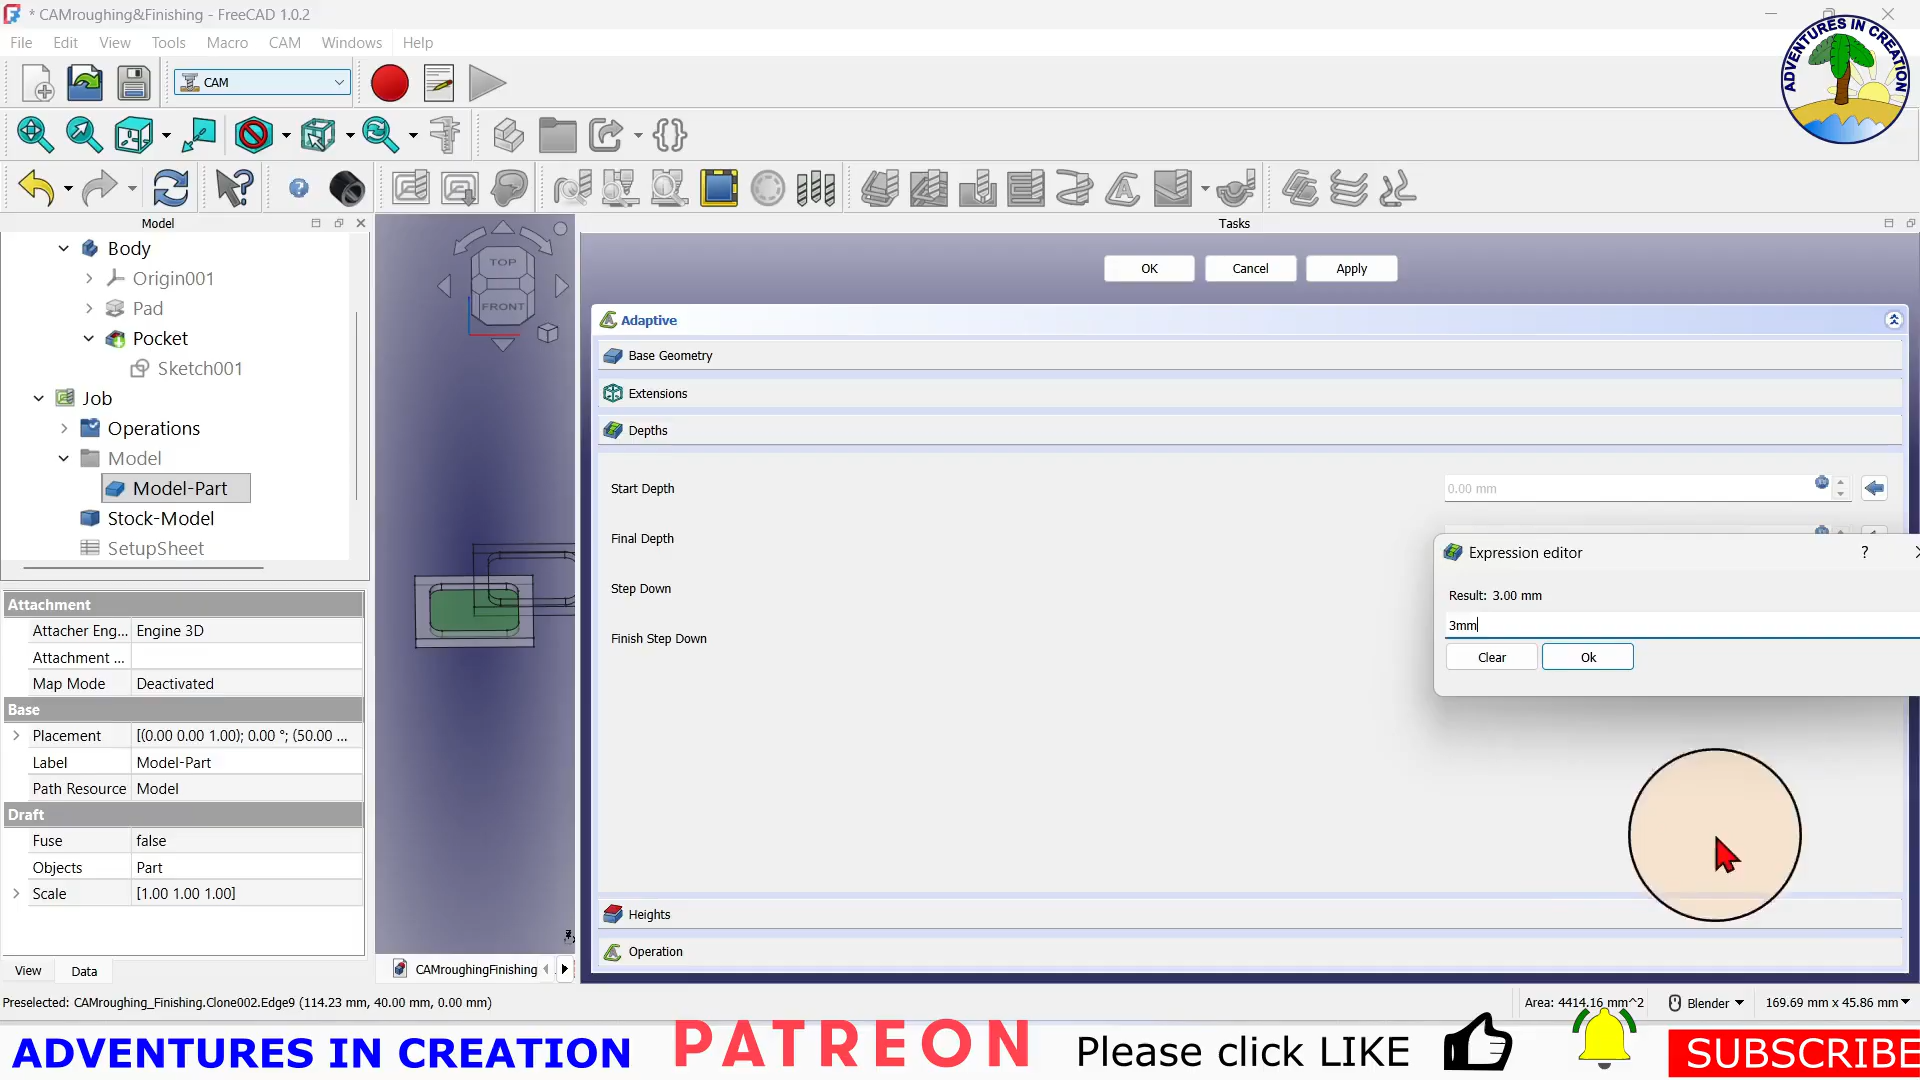 * CAMroughing&Finishing - FreeCAD 1.0.2
ADVENTURES IN CREATION
File Edit View Tools Macro CAM Windows Help
CAM
Model
Tasks
Body
Origin001
Pad
Pocket
Sketch001
Job
Operations
Model
Model-Part
Stock-Model
SetupSheet
TOP
FRONT
OK Cancel Apply
Adaptive
Base Geometry
Extensions
Depths
Start Depth 0.00 mm
Final Depth
Step Down
Finish Step Down
Expression editor ?
Result: 3.00 mm
3mm
Clear Ok
Heights
Operation
Attachment
Attacher Eng... Engine 3D
Attachment ...
Map Mode Deactivated
Base
Placement [(0.00 0.00 1.00); 0.00 °; (50.00 ...
Label Model-Part
Path Resource Model
Draft
Fuse false
Objects Part
Scale [1.00 1.00 1.00]
View Data
CAMroughingFinishing
Preselected: CAMroughing_Finishing.Clone002.Edge9 (114.23 mm, 40.00 mm, 0.00 mm)
Area: 4414.16 mm^2 Blender 169.69 mm x 45.86 mm
ADVENTURES IN CREATION PATREON Please click LIKE SUBSCRIBE